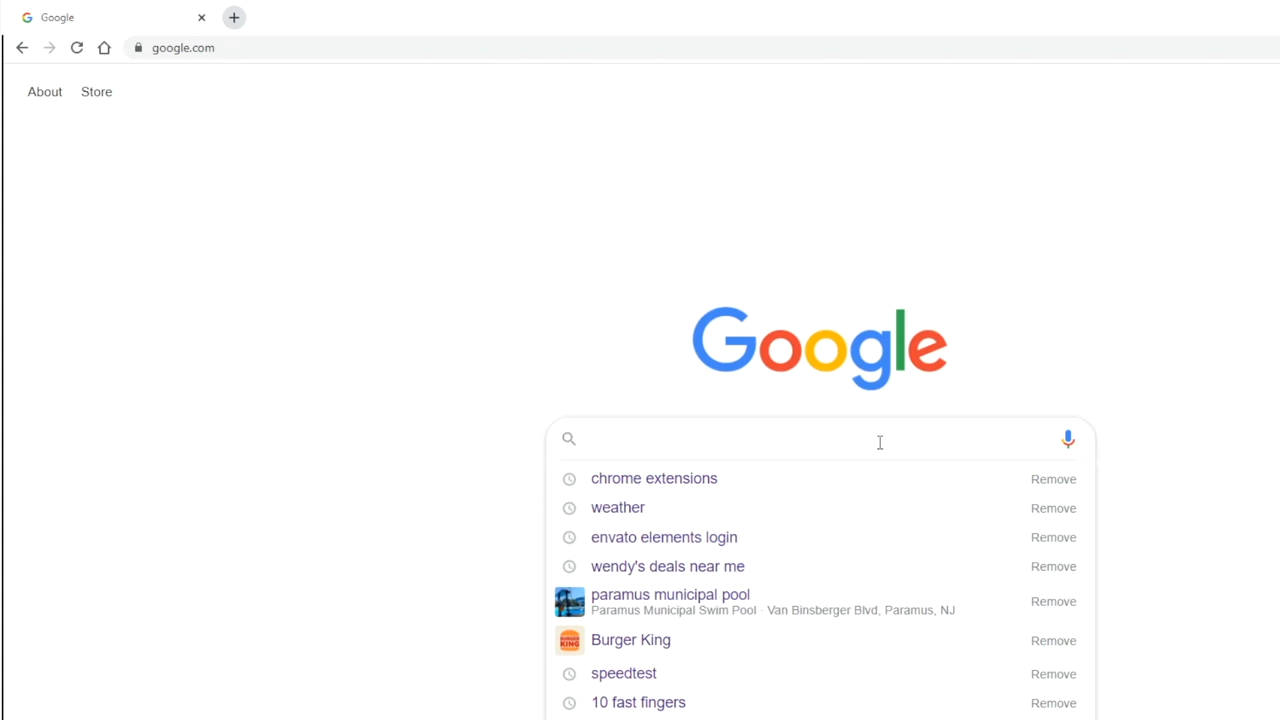 Google
google.com
About Store
Google
chrome extensions Remove
weather Remove
envato elements login Remove
wendy's deals near me Remove
paramus municipal pool
Paramus Municipal Swim Pool · Van Binsberger Blvd, Paramus, NJ Remove
BURGER KING
Burger King Remove
speedtest Remove
10 fast fingers Remove